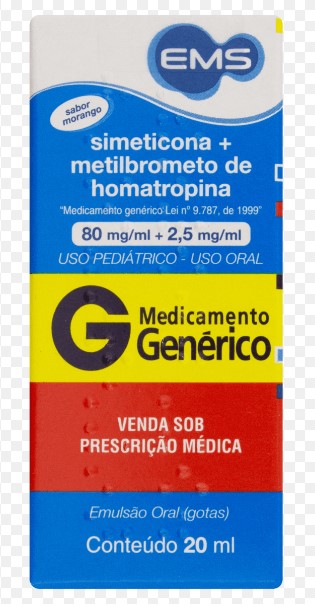 EMS
sabor
morango
simeticona +
metilbrometo de
homatropina
"Medicamento genérico Lei nº 9.787, de 1999"
80 mg/ml + 2,5 mg/ml
USO PEDIÁTRICO - USO ORAL
G Medicamento
Genérico
VENDA SOB
PRESCRIÇÃO MÉDICA
Emulsão Oral (gotas)
Conteúdo 20 ml